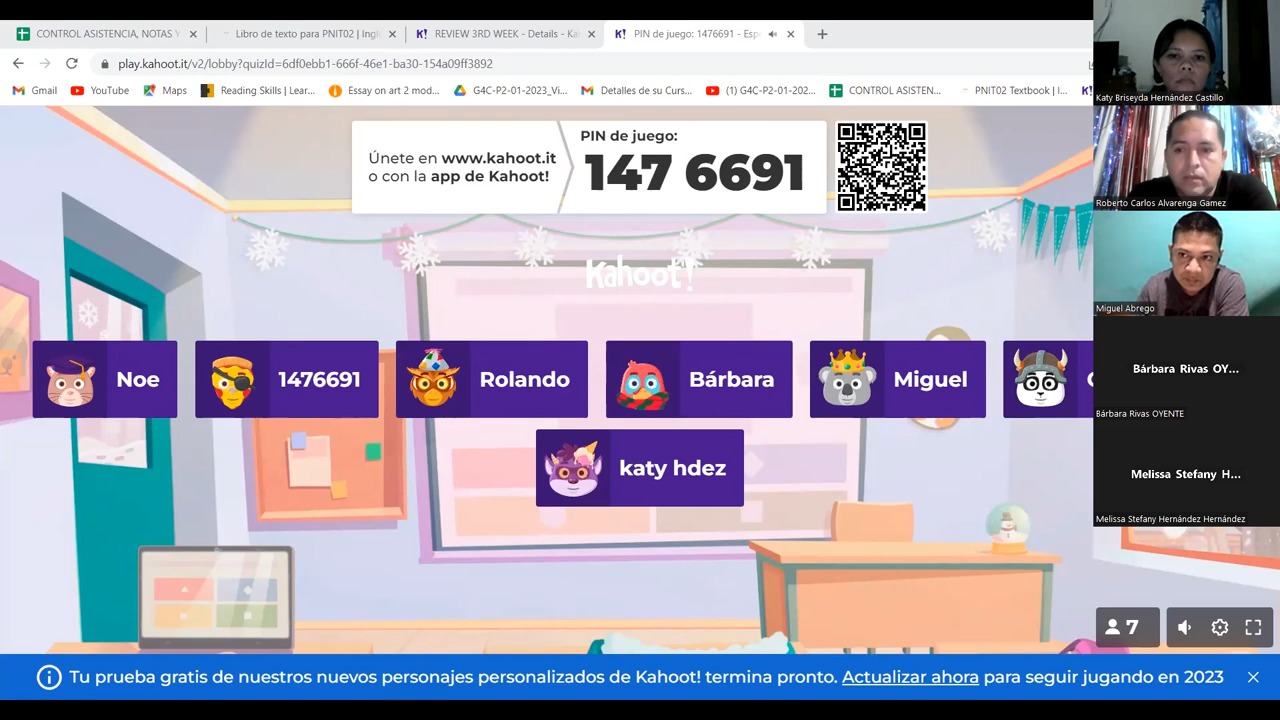 CONTROL ASISTENCIA, NOTAS Y
Libro de texto para PNIT02 | Ingl
REVIEW 3RD WEEK - Details - Ka
PIN de juego: 1476691 - Esp
play.kahoot.it/v2/lobby?quizId=6df0ebb1-666f-46e1-ba30-154a09ff3892
Gmail
YouTube
Maps
Reading Skills | Lear...
Essay on art 2 mod...
G4C-P2-01-2023_Vi...
Detalles de su Curs...
(1) G4C-P2-01-202...
CONTROL ASISTEN...
PNIT02 Textbook | I...
Únete en www.kahoot.it
o con la app de Kahoot!
PIN de juego:
147 6691
Kahoot!
Noe
1476691
Rolando
Bárbara
Miguel
katy hdez
Katy Briseyda Hernández Castillo
Roberto Carlos Alvarenga Gamez
Miguel Abrego
Bárbara Rivas OY...
Bárbara Rivas OYENTE
Melissa Stefany H...
Melissa Stefany Hernández Hernández
7
Tu prueba gratis de nuestros nuevos personajes personalizados de Kahoot! termina pronto. Actualizar ahora para seguir jugando en 2023